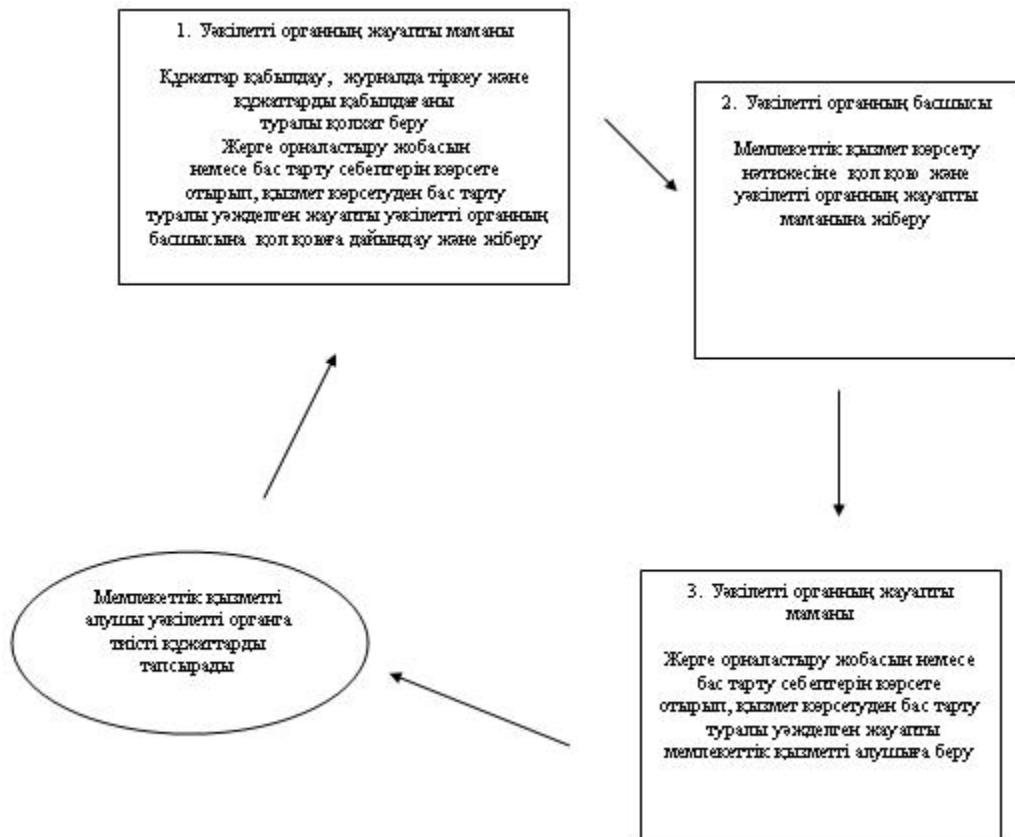 1. Уәкілетті органның жауапты маманы
Құжаттар қабылдау, журналда тіркеу және
құжаттарды қабылдағаны
туралы қолхат беру
Жерге орналастыру жобасын
немесе бас тарту себептерін көрсете
отырып, қызмет көрсетуден бас тарту
туралы уәжделген жауапты уәкілетті органның
басшысына қол қоюға дайындау және жіберу
2. Уәкілетті органның басшысы
Мемлекеттік қызмет көрсету
нәтижесіне қол қою және
уәкілетті органның жауапты
маманына жіберу
3. Уәкілетті органның жауапты
маманы
Жерге орналастыру жобасын немесе
бас тарту себептерін көрсете
отырып, қызмет көрсетуден бас тарту
туралы уәжделген жауапты
мемлекеттік қызметті алушыға беру
Мемлекеттік қызметті
алушы уәкілетті органға
тиісті құжаттарды
тапсырады